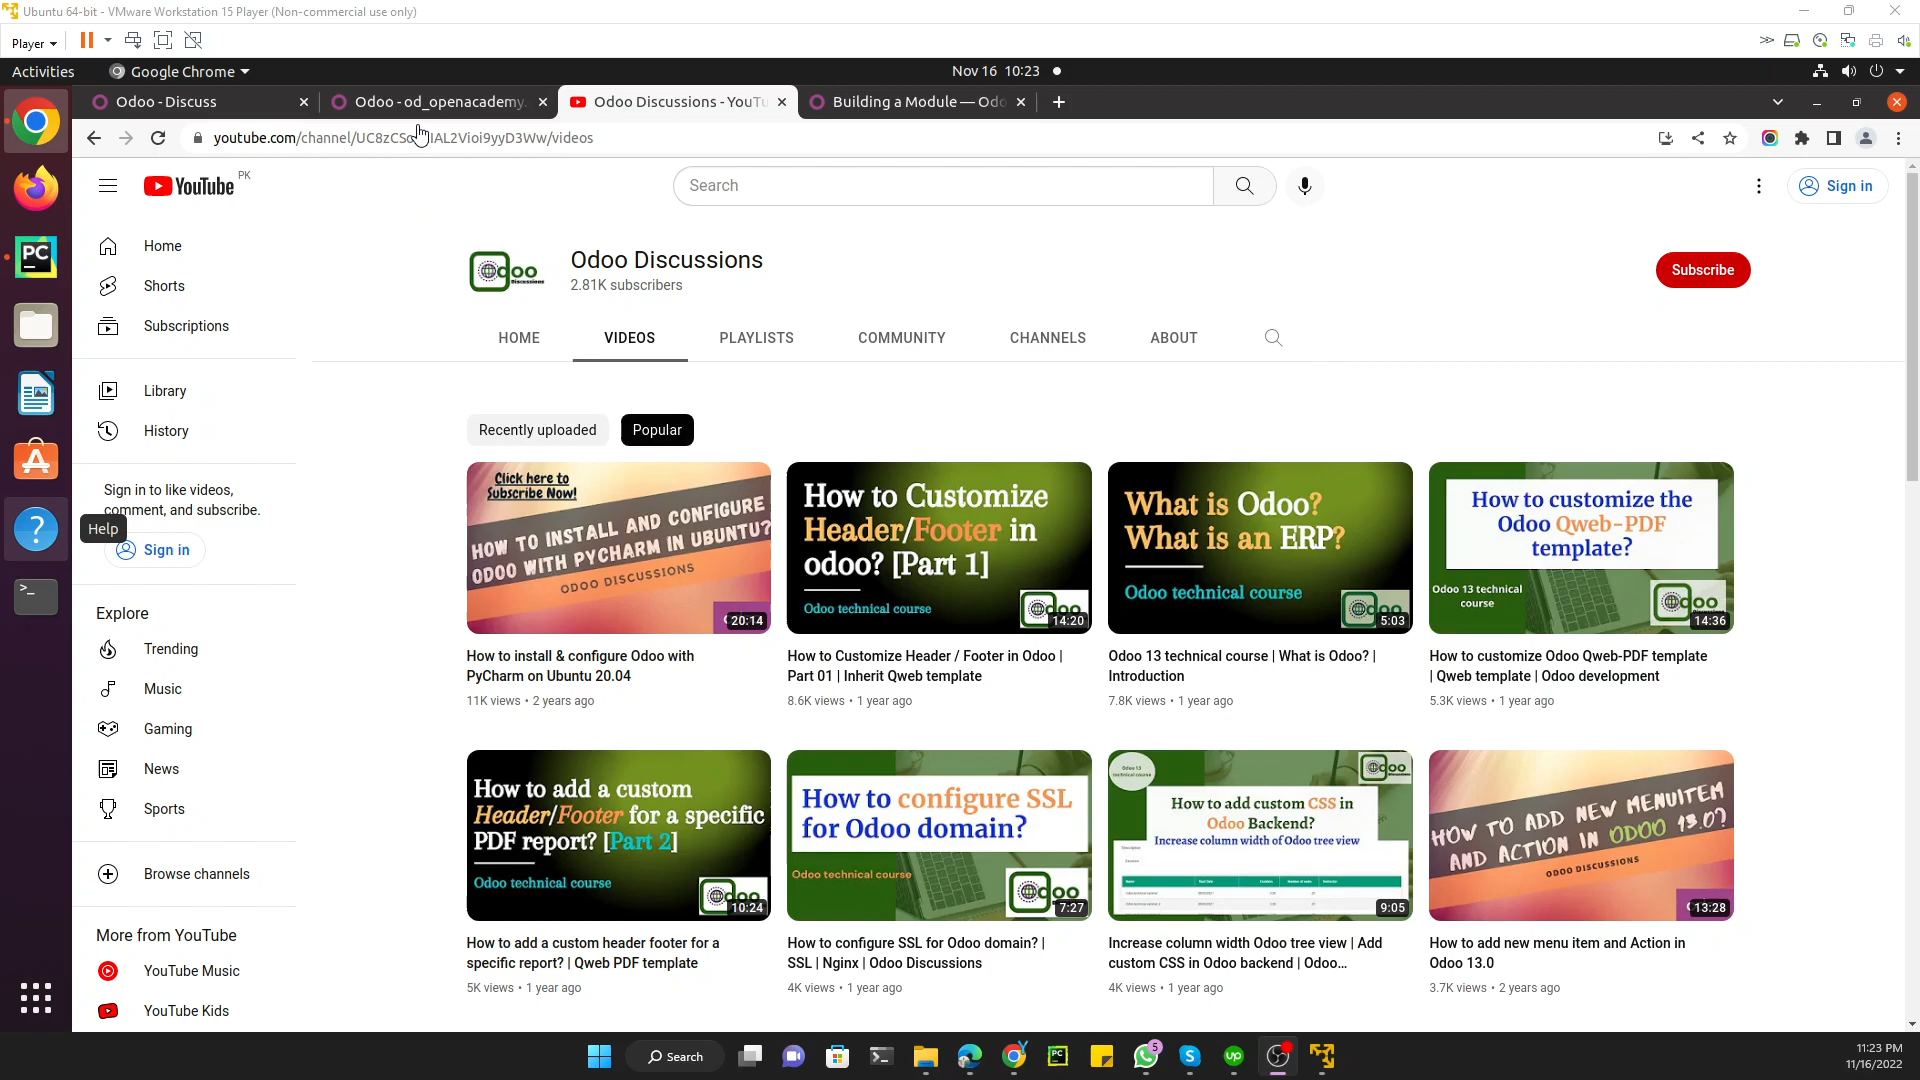 Ubuntu 64-bit - VMware Workstation 15 Player (Non-commercial use only)
Player
Activities
Google Chrome
Nov 16 10:23
Odoo - Discuss
Odoo - od_openacademy.
Odoo Discussions - YouTu
Building a Module — Odo
youtube.com/channel/
IAL2Vioi9yyD3Ww/videos
YouTube
PK
Search
Sign in
Home
Shorts
Subscriptions
Library
History
Sign in to like videos,
comment, and subscribe.
Help
Sign in
Explore
Trending
Music
Gaming
News
Sports
Browse channels
More from YouTube
YouTube Music
YouTube Kids
Odoo Discussions
2.81K subscribers
Subscribe
HOME
VIDEOS
PLAYLISTS
COMMUNITY
CHANNELS
ABOUT
Recently uploaded
Popular
Click here to
Subscribe Now!
HOW TO INSTALL AND CONFIGURE
ODOO WITH PYCHARM IN UBUNTU?
ODOO DISCUSSIONS
20:14
How to install & configure Odoo with
PyCharm on Ubuntu 20.04
11K views • 2 years ago
How to Customize
Header/Footer in
odoo? [Part 1]
Odoo technical course
14:20
How to Customize Header / Footer in Odoo |
Part 01 | Inherit Qweb template
8.6K views • 1 year ago
What is Odoo?
What is an ERP?
Odoo technical course
5:03
Odoo 13 technical course | What is Odoo? |
Introduction
7.8K views • 1 year ago
How to customize the
Odoo Qweb-PDF
template?
Odoo 13 technical
course
14:36
How to customize Odoo Qweb-PDF template
| Qweb template | Odoo development
5.3K views • 1 year ago
How to add a custom
Header/Footer for a specific
PDF report? [Part 2]
Odoo technical course
10:24
How to add a custom header footer for a
specific report? | Qweb PDF template
5K views • 1 year ago
How to configure SSL
for Odoo domain?
Odoo technical course
7:27
How to configure SSL for Odoo domain? |
SSL | Nginx | Odoo Discussions
4K views • 1 year ago
Odoo 13
technical course
How to add custom CSS in
Odoo Backend?
Increase column width of Odoo tree view
9:05
Increase column width Odoo tree view | Add
custom CSS in Odoo backend | Odoo...
4K views • 1 year ago
HOW TO ADD NEW MENUITEM
AND ACTION IN ODOO 13.0?
ODOO DISCUSSIONS
13:28
How to add new menu item and Action in
Odoo 13.0
3.7K views • 2 years ago
Search
5
11:23 PM
11/16/2022